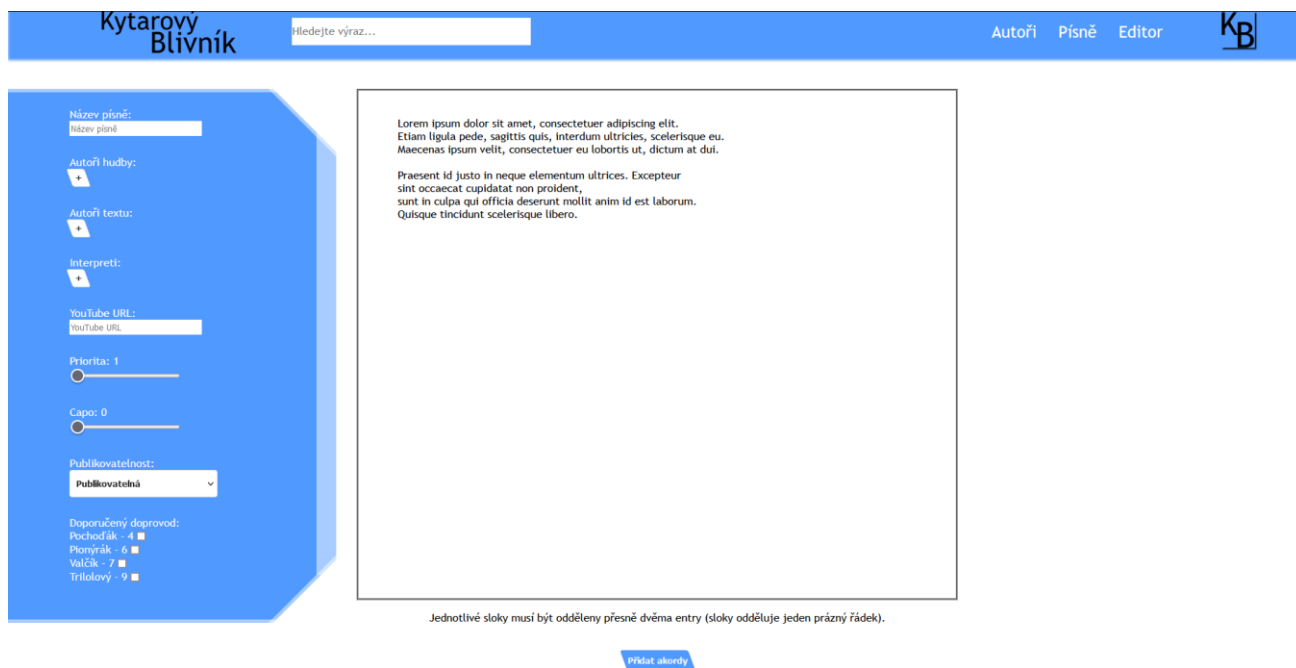 Kytarový
Blivník
Hledejte výraz...
Autoři Písně Editor
KB
Název písně:
Název písně
Autoři hudby:
+
Autoři textu:
+
Interpreti:
+
YouTube URL:
YouTube URL
Priorita: 1
Capo: 0
Publikovatelnost:
Publikovatelná
Doporučený doprovod:
Pochoďák - 4
Pionýrák - 6
Valčík - 7
Trilolový - 9
Lorem ipsum dolor sit amet, consectetuer adipiscing elit.
Etiam ligula pede, sagittis quis, interdum ultricies, scelerisque eu.
Maecenas ipsum velit, consectetuer eu lobortis ut, dictum at dui.
Praesent id justo in neque elementum ultrices. Excepteur
sint occaecat cupidatat non proident,
sunt in culpa qui officia deserunt mollit anim id est laborum.
Quisque tincidunt scelerisque libero.
Jednotlivé sloky musí být odděleny přesně dvěma entry (sloky odděluje jeden prázný řádek).
Přidat akordy